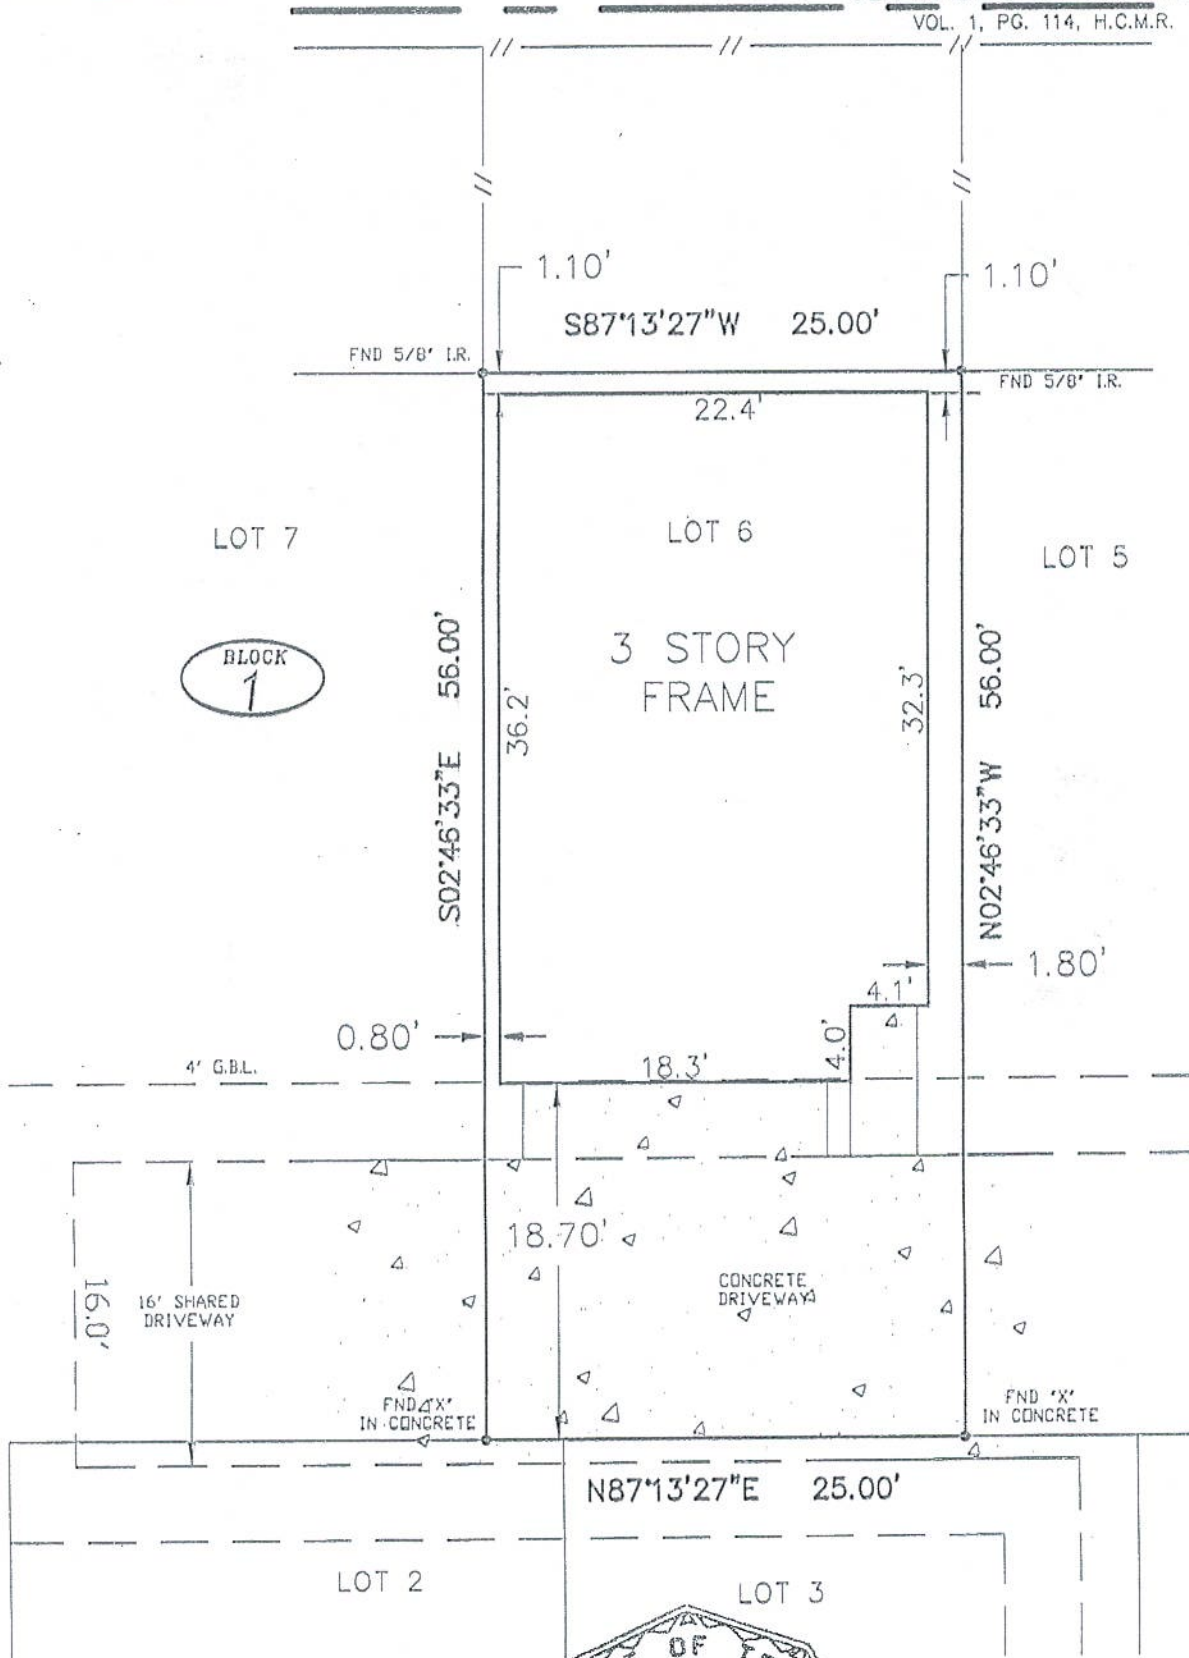 VOL. 1, PG. 114, H.C.M.R.
1.10'
1.10'
S87°13'27"W 25.00'
FND 5/8" I.R.
FND 5/8" I.R.
22.4'
LOT 7
LOT 6
LOT 5
BLOCK
1
3 STORY
FRAME
S02°46'33"E 56.00'
36.2'
32.3'
N02°46'33"W 56.00'
1.80'
4.1'
0.80'
4.0'
18.3'
4' G.B.L.
18.70'
16.0'
16' SHARED
DRIVEWAY
CONCRETE
DRIVEWAY
FND "X"
IN CONCRETE
FND "X"
IN CONCRETE
N87°13'27"E 25.00'
LOT 2
LOT 3
OF